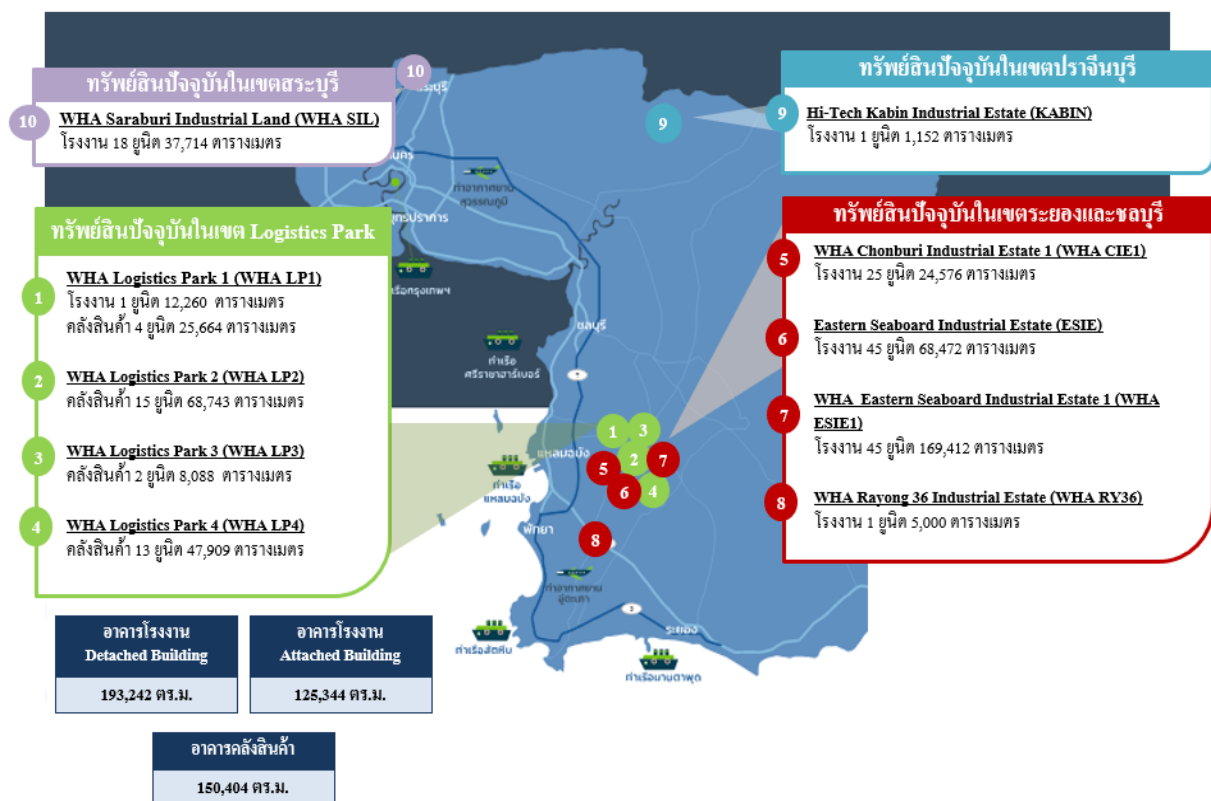 ทรัพย์สินปัจจุบันในเขตสระบุรี
10
WHA Saraburi Industrial Land (WHA SIL)
โรงงาน 18 ยูนิต 37,714 ตารางเมตร
ทรัพย์สินปัจจุบันในเขต Logistics Park
1
WHA Logistics Park 1 (WHA LP1)
โรงงาน 1 ยูนิต 12,260 ตารางเมตร
คลังสินค้า 4 ยูนิต 25,664 ตารางเมตร
2
WHA Logistics Park 2 (WHA LP2)
คลังสินค้า 15 ยูนิต 68,743 ตารางเมตร
3
WHA Logistics Park 3 (WHA LP3)
คลังสินค้า 2 ยูนิต 8,088 ตารางเมตร
4
WHA Logistics Park 4 (WHA LP4)
คลังสินค้า 13 ยูนิต 47,909 ตารางเมตร
ทรัพย์สินปัจจุบันในเขตปราจีนบุรี
9
Hi-Tech Kabin Industrial Estate (KABIN)
โรงงาน 1 ยูนิต 1,152 ตารางเมตร
ทรัพย์สินปัจจุบันในเขตระยองและชลบุรี
5
WHA Chonburi Industrial Estate 1 (WHA CIE1)
โรงงาน 25 ยูนิต 24,576 ตารางเมตร
6
Eastern Seaboard Industrial Estate (ESIE)
โรงงาน 45 ยูนิต 68,472 ตารางเมตร
7
WHA Eastern Seaboard Industrial Estate 1 (WHA
ESIE1)
โรงงาน 45 ยูนิต 169,412 ตารางเมตร
8
WHA Rayong 36 Industrial Estate (WHA RY36)
โรงงาน 1 ยูนิต 5,000 ตารางเมตร
10
9
ท่าอากาศยาน
สุวรรณภูมิ
ชลบุรี
ท่าเรือ
ศรีราชาฮาร์เบอร์
1
3
2
7
5
6
4
8
แหลมฉบัง
ท่าเรือ
แหลมฉบัง
พัทยา
ท่าอากาศยาน
อู่ตะเภา
3
ระยอง
ท่าเรือสัตหีบ
ท่าเรือมาบตาพุด
อาคารโรงงาน
Detached Building
193,242 ตร.ม.
อาคารโรงงาน
Attached Building
125,344 ตร.ม.
อาคารคลังสินค้า
150,404 ตร.ม.